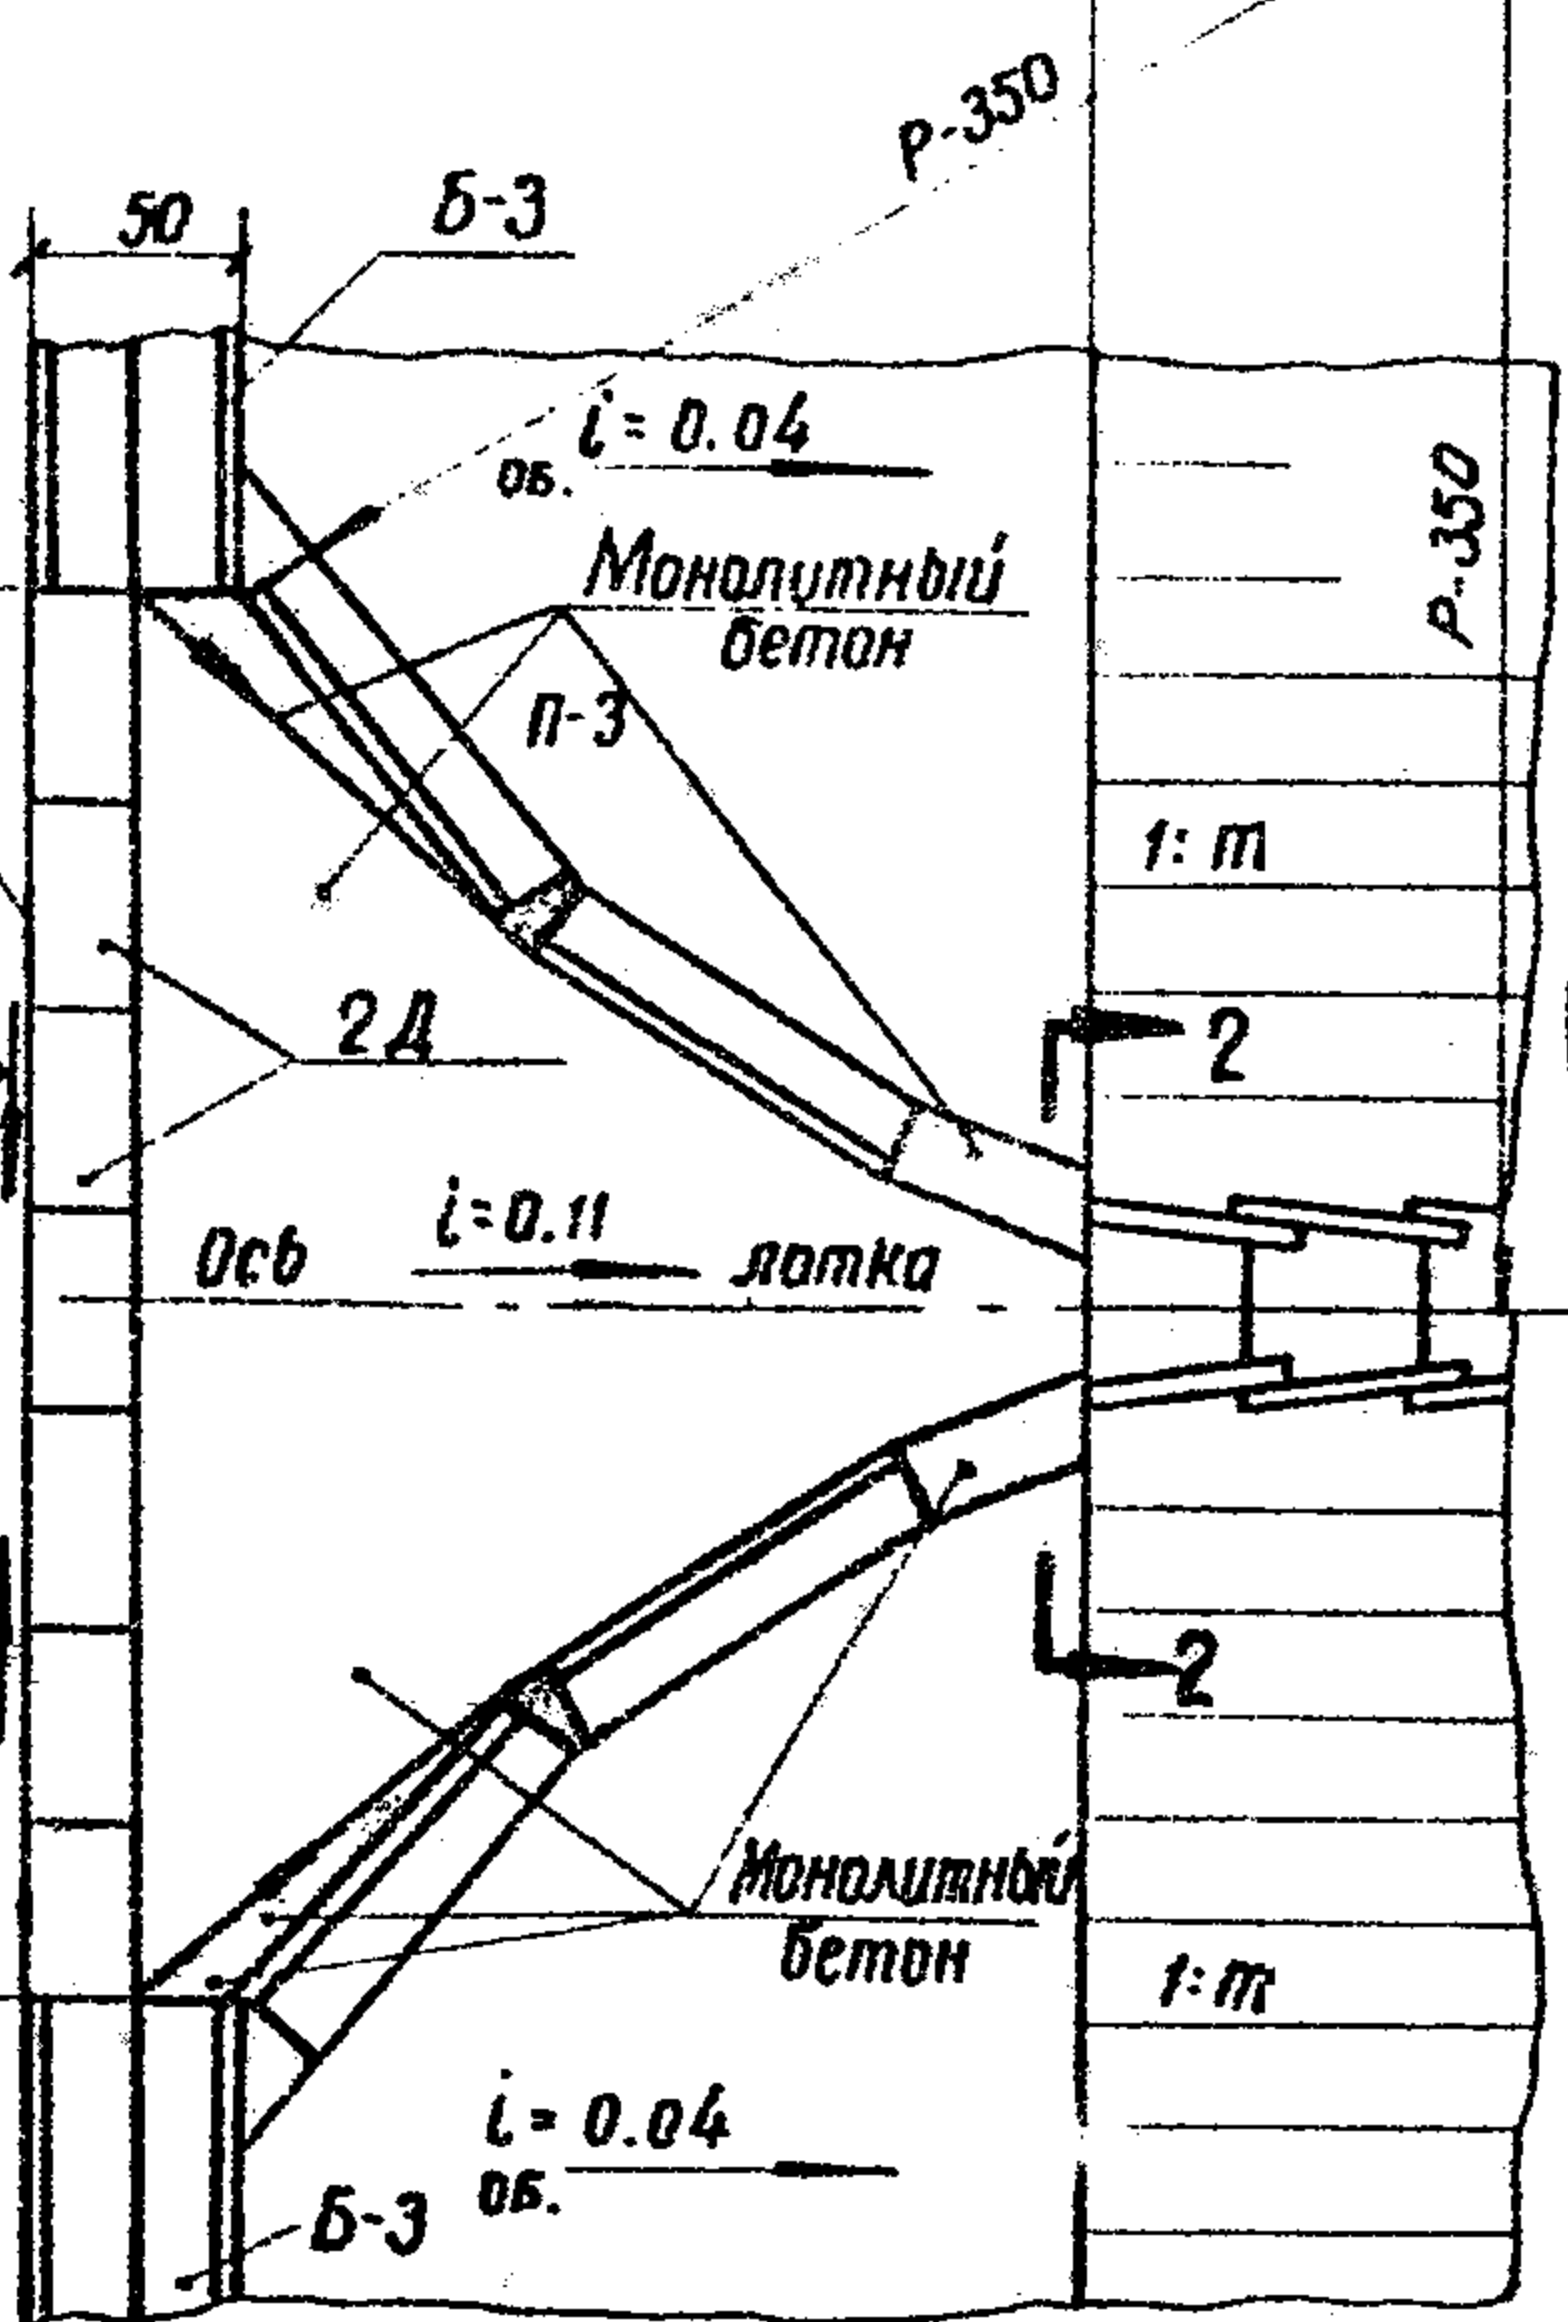 Р-350
50
Б-3
i = 0.04
об.
Монолитный
бетон
Р-350
П-3
1:m
2Д
2
i=0.11
Ось лотка
2
Монолитный
бетон
1:m
i = 0.04
об.
Б-3